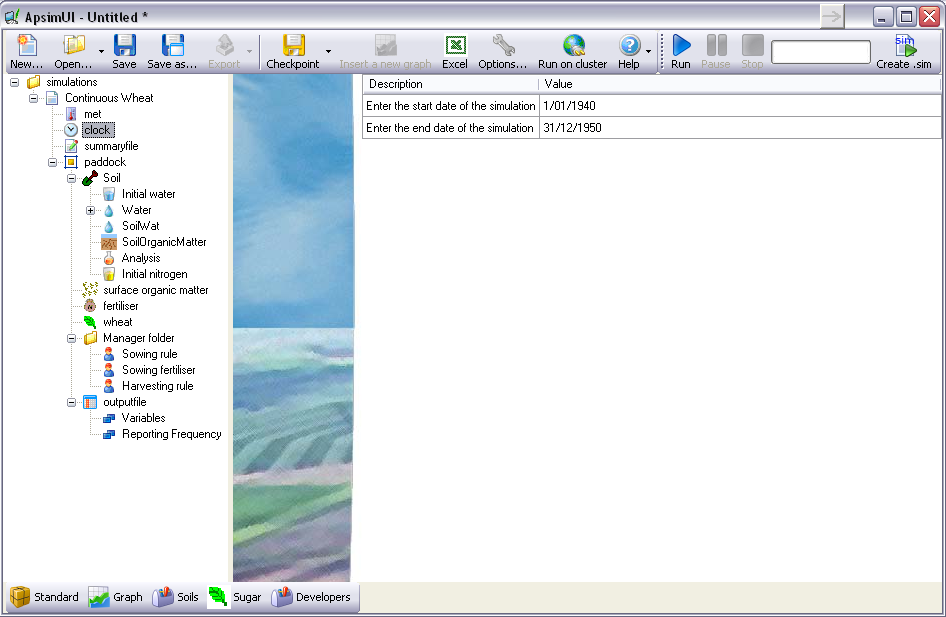 ApsimUI - Untitled *
New... Open... Save Save as... Export Checkpoint Insert a new graph Excel Options... Run on cluster Help Run Pause Stop sim Create .sim
simulations
Continuous Wheat
met
clock
summaryfile
paddock
Soil
Initial water
Water
SoilWat
SoilOrganicMatter
Analysis
Initial nitrogen
surface organic matter
fertiliser
wheat
Manager folder
Sowing rule
Sowing fertiliser
Harvesting rule
outputfile
Variables
Reporting Frequency
Description Value
Enter the start date of the simulation 1/01/1940
Enter the end date of the simulation 31/12/1950
Standard Graph Soils Sugar Developers